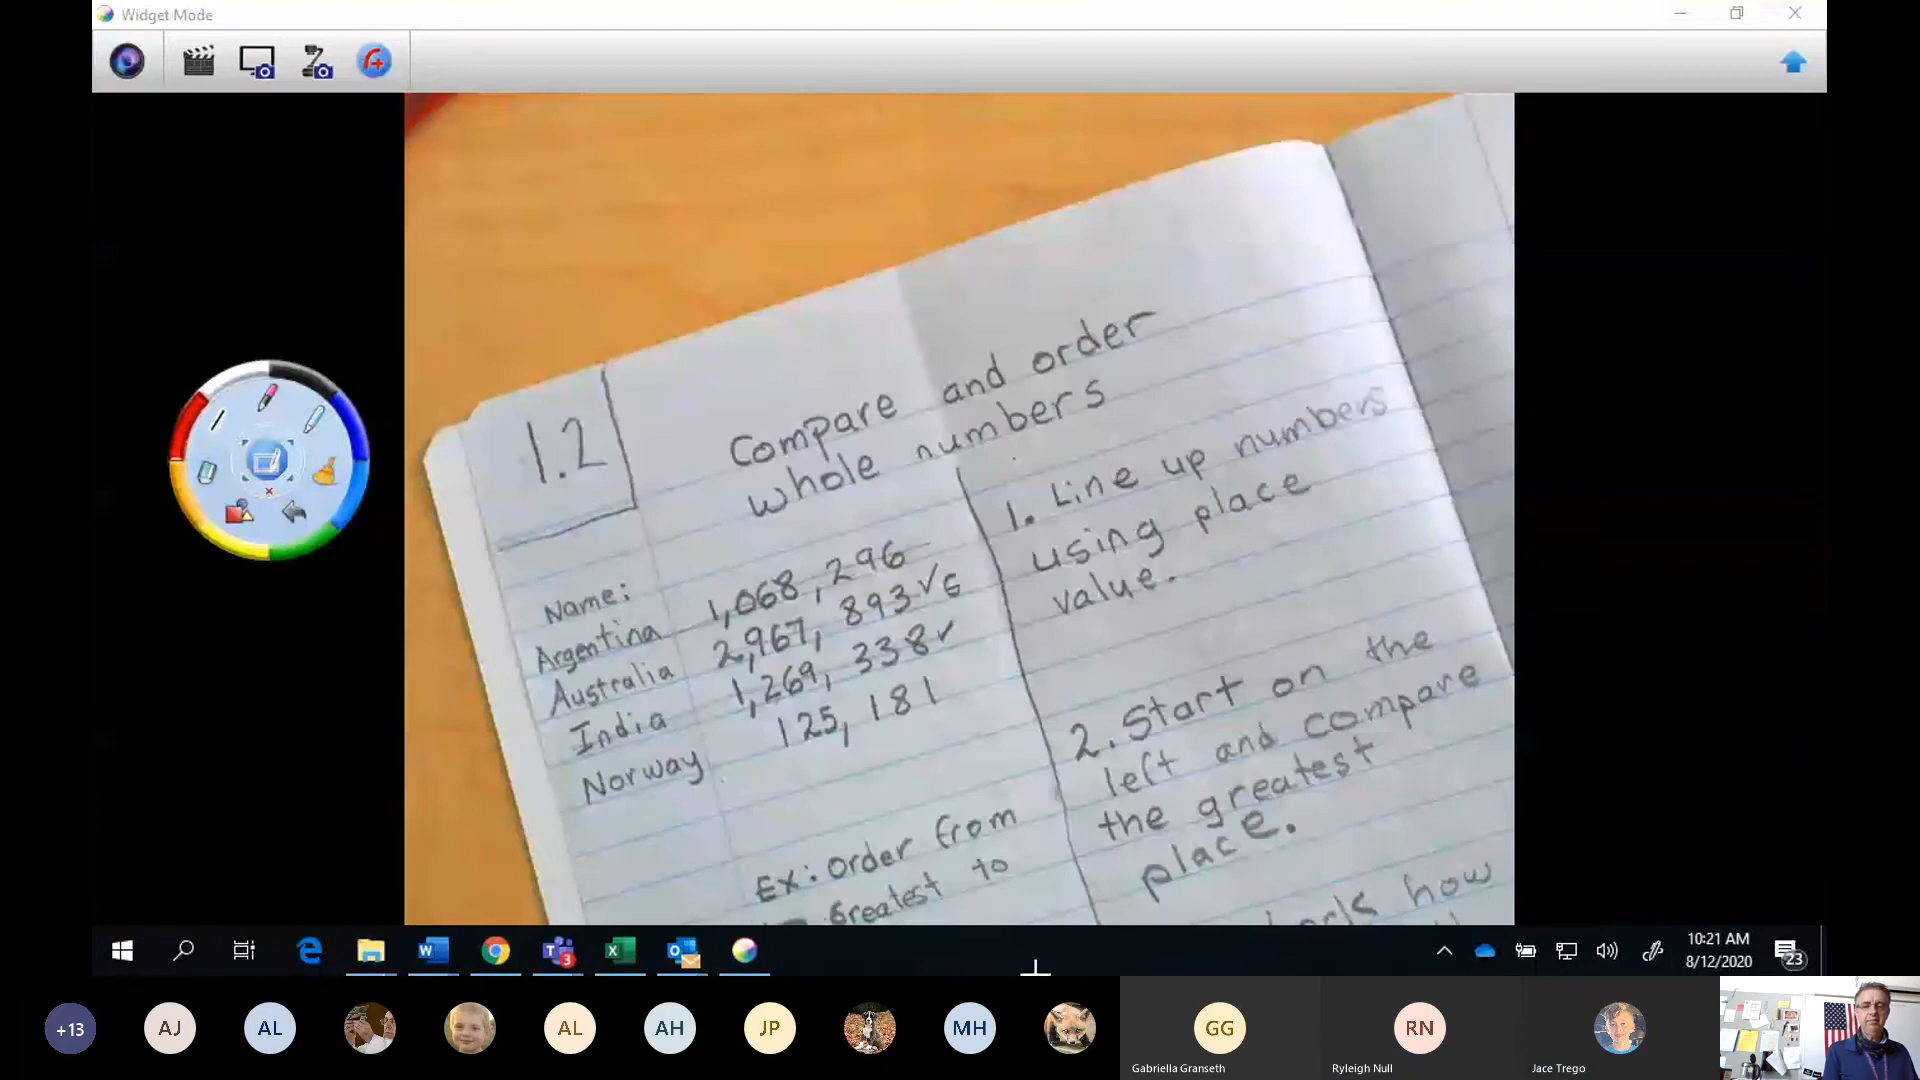 Widget Mode
1.2
Compare and order
whole numbers
Name:
Argentina 1,068,296
Australia 2,967,893 ✓G
India 1,269,338 ✓
Norway 125,181
Ex: Order from
Greatest to
1. Line up numbers
using place
value.
2. Start on the
left and compare
the greatest
place.
how
10:21 AM
8/12/2020
3
23
+13
AJ
AL
AL
AH
JP
MH
GG
Gabriella Granseth
RN
Ryleigh Null
Jace Trego